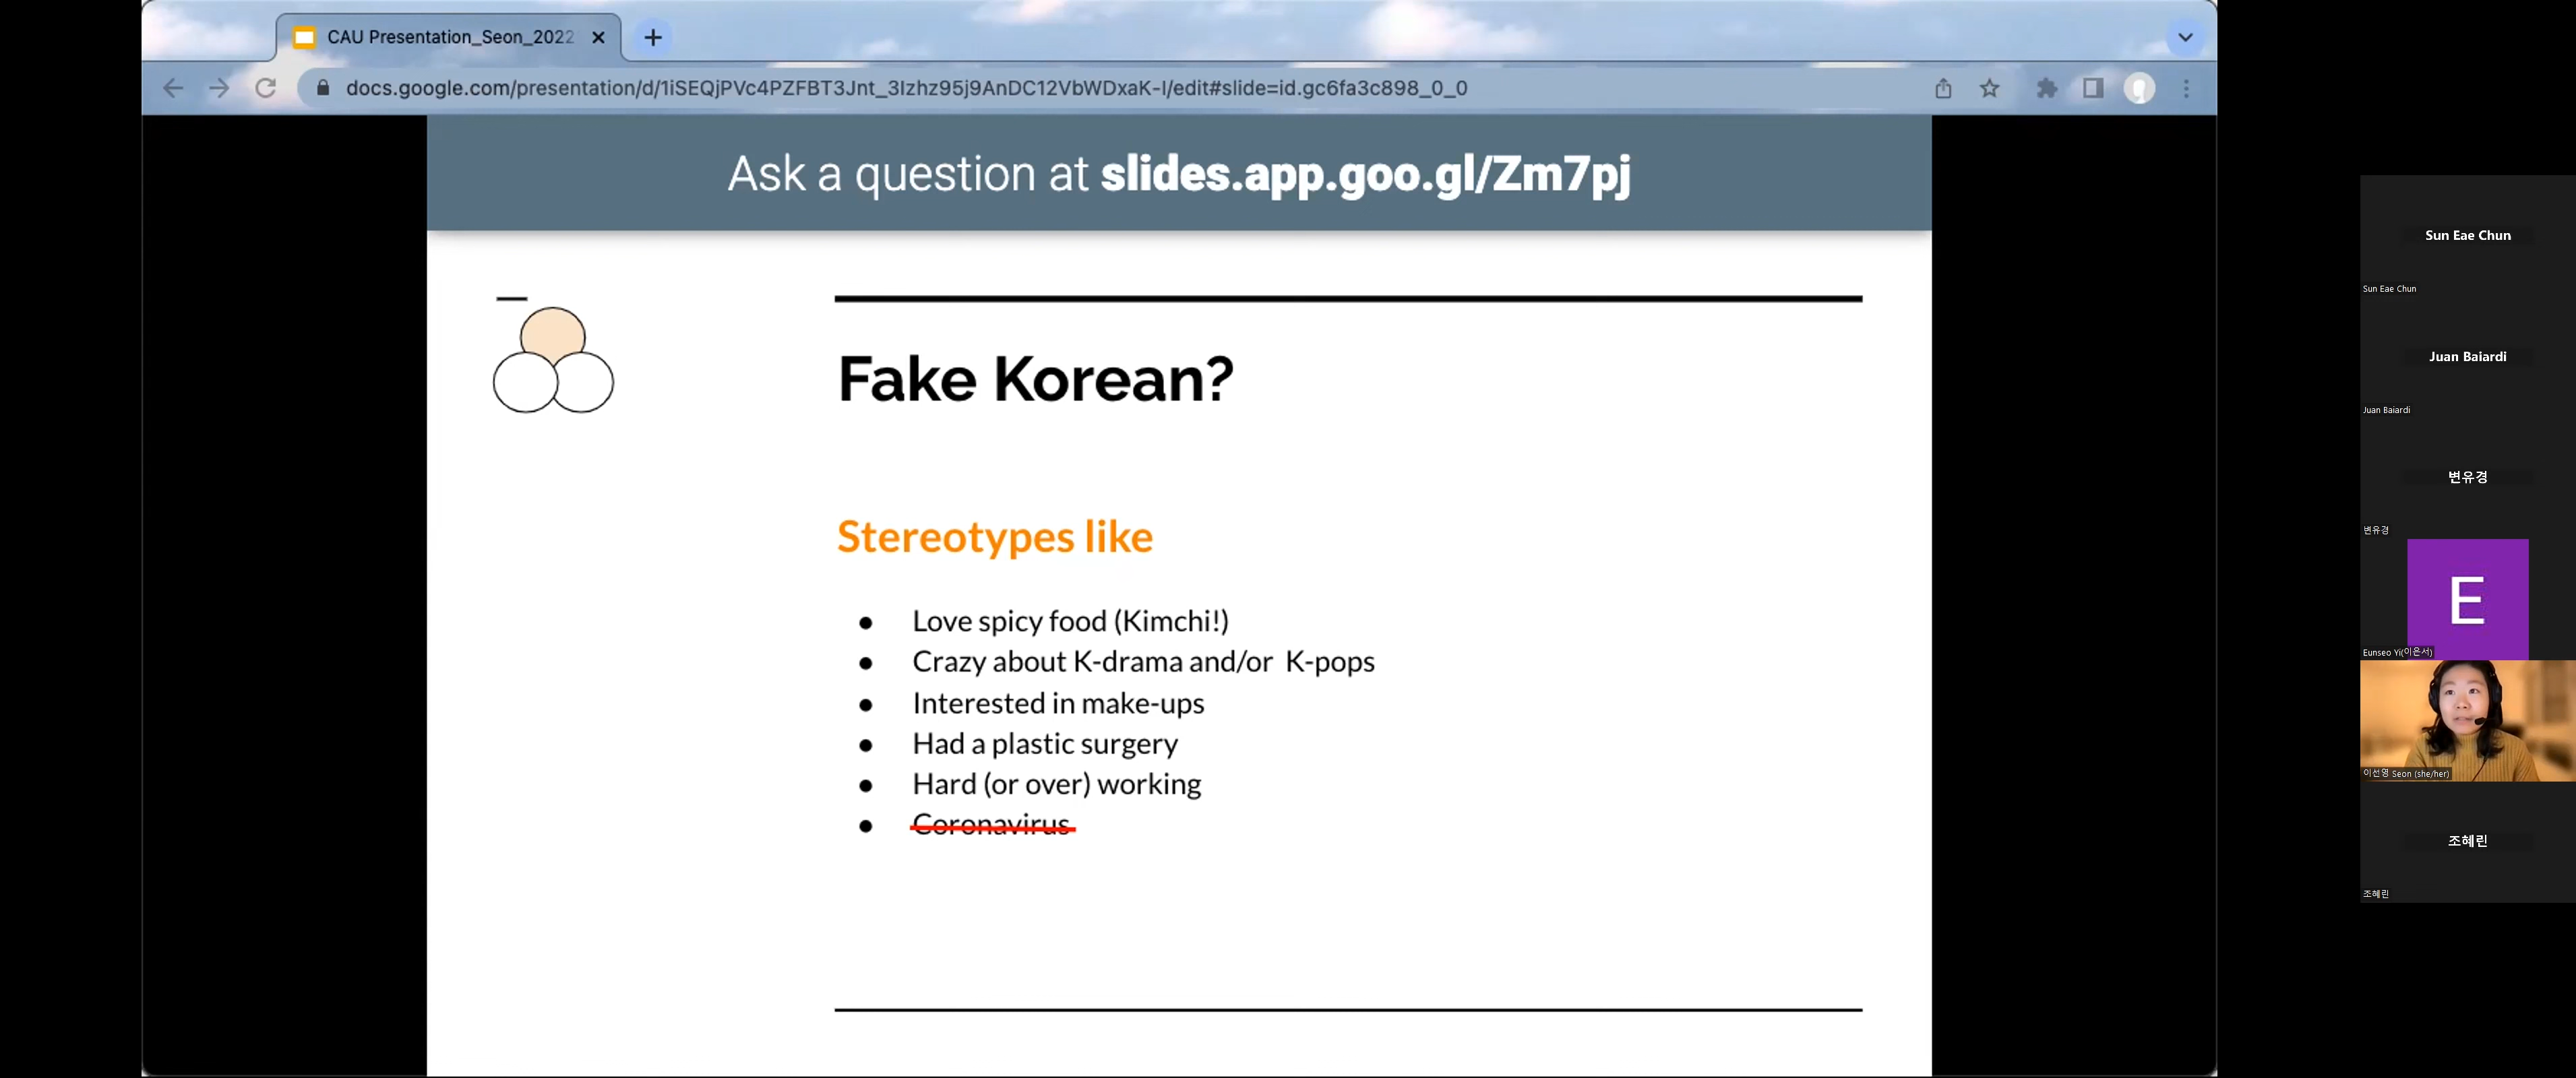 CAU Presentation_Seon_2022
docs.google.com/presentation/d/1iSEQjPVc4PZFBT3Jnt_3Izhz95j9AnDC12VbWDxaK-I/edit#slide=id.gc6fa3c898_0_0
Ask a question at slides.app.goo.gl/Zm7pj
Fake Korean?
Stereotypes like
● Love spicy food (Kimchi!)
● Crazy about K-drama and/or K-pops
● Interested in make-ups
● Had a plastic surgery
● Hard (or over) working
● Coronavirus
Sun Eae Chun
Sun Eae Chun
Juan Baiardi
Juan Baiardi
변유경
변유경
E
Eunseo Yi(이은서)
이선영 Seon (she/her)
조혜린
조혜린